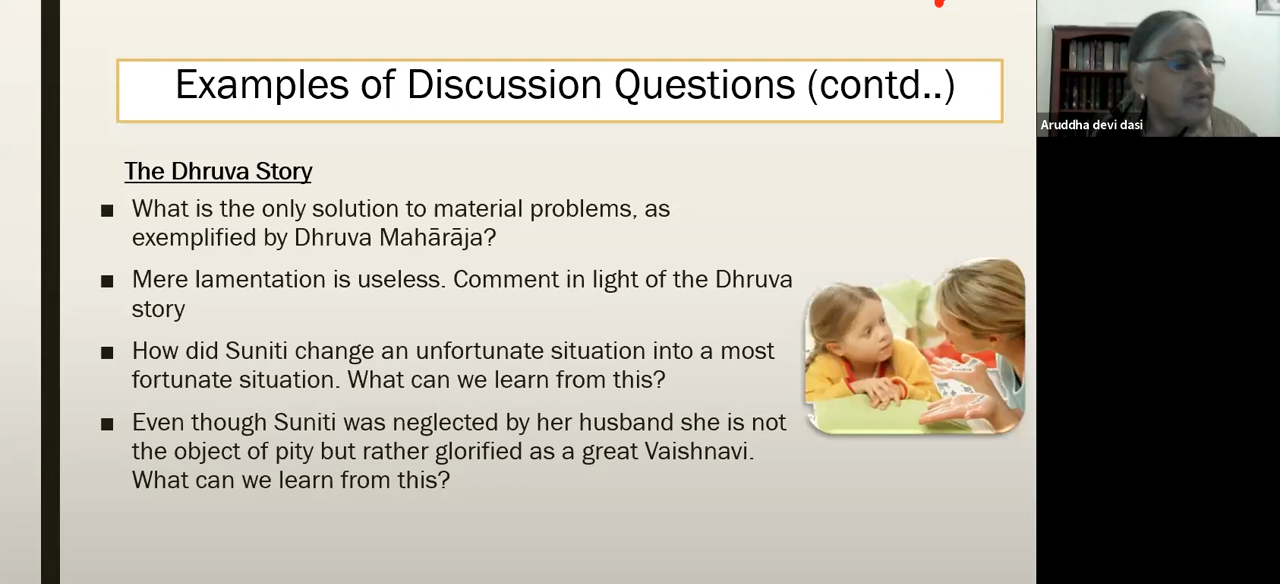 Examples of Discussion Questions (contd..)
Aruddha devi dasi
The Dhruva Story
■ What is the only solution to material problems, as
exemplified by Dhruva Mahārāja?
■ Mere lamentation is useless. Comment in light of the Dhruva
story
■ How did Suniti change an unfortunate situation into a most
fortunate situation. What can we learn from this?
■ Even though Suniti was neglected by her husband she is not
the object of pity but rather glorified as a great Vaishnavi.
What can we learn from this?